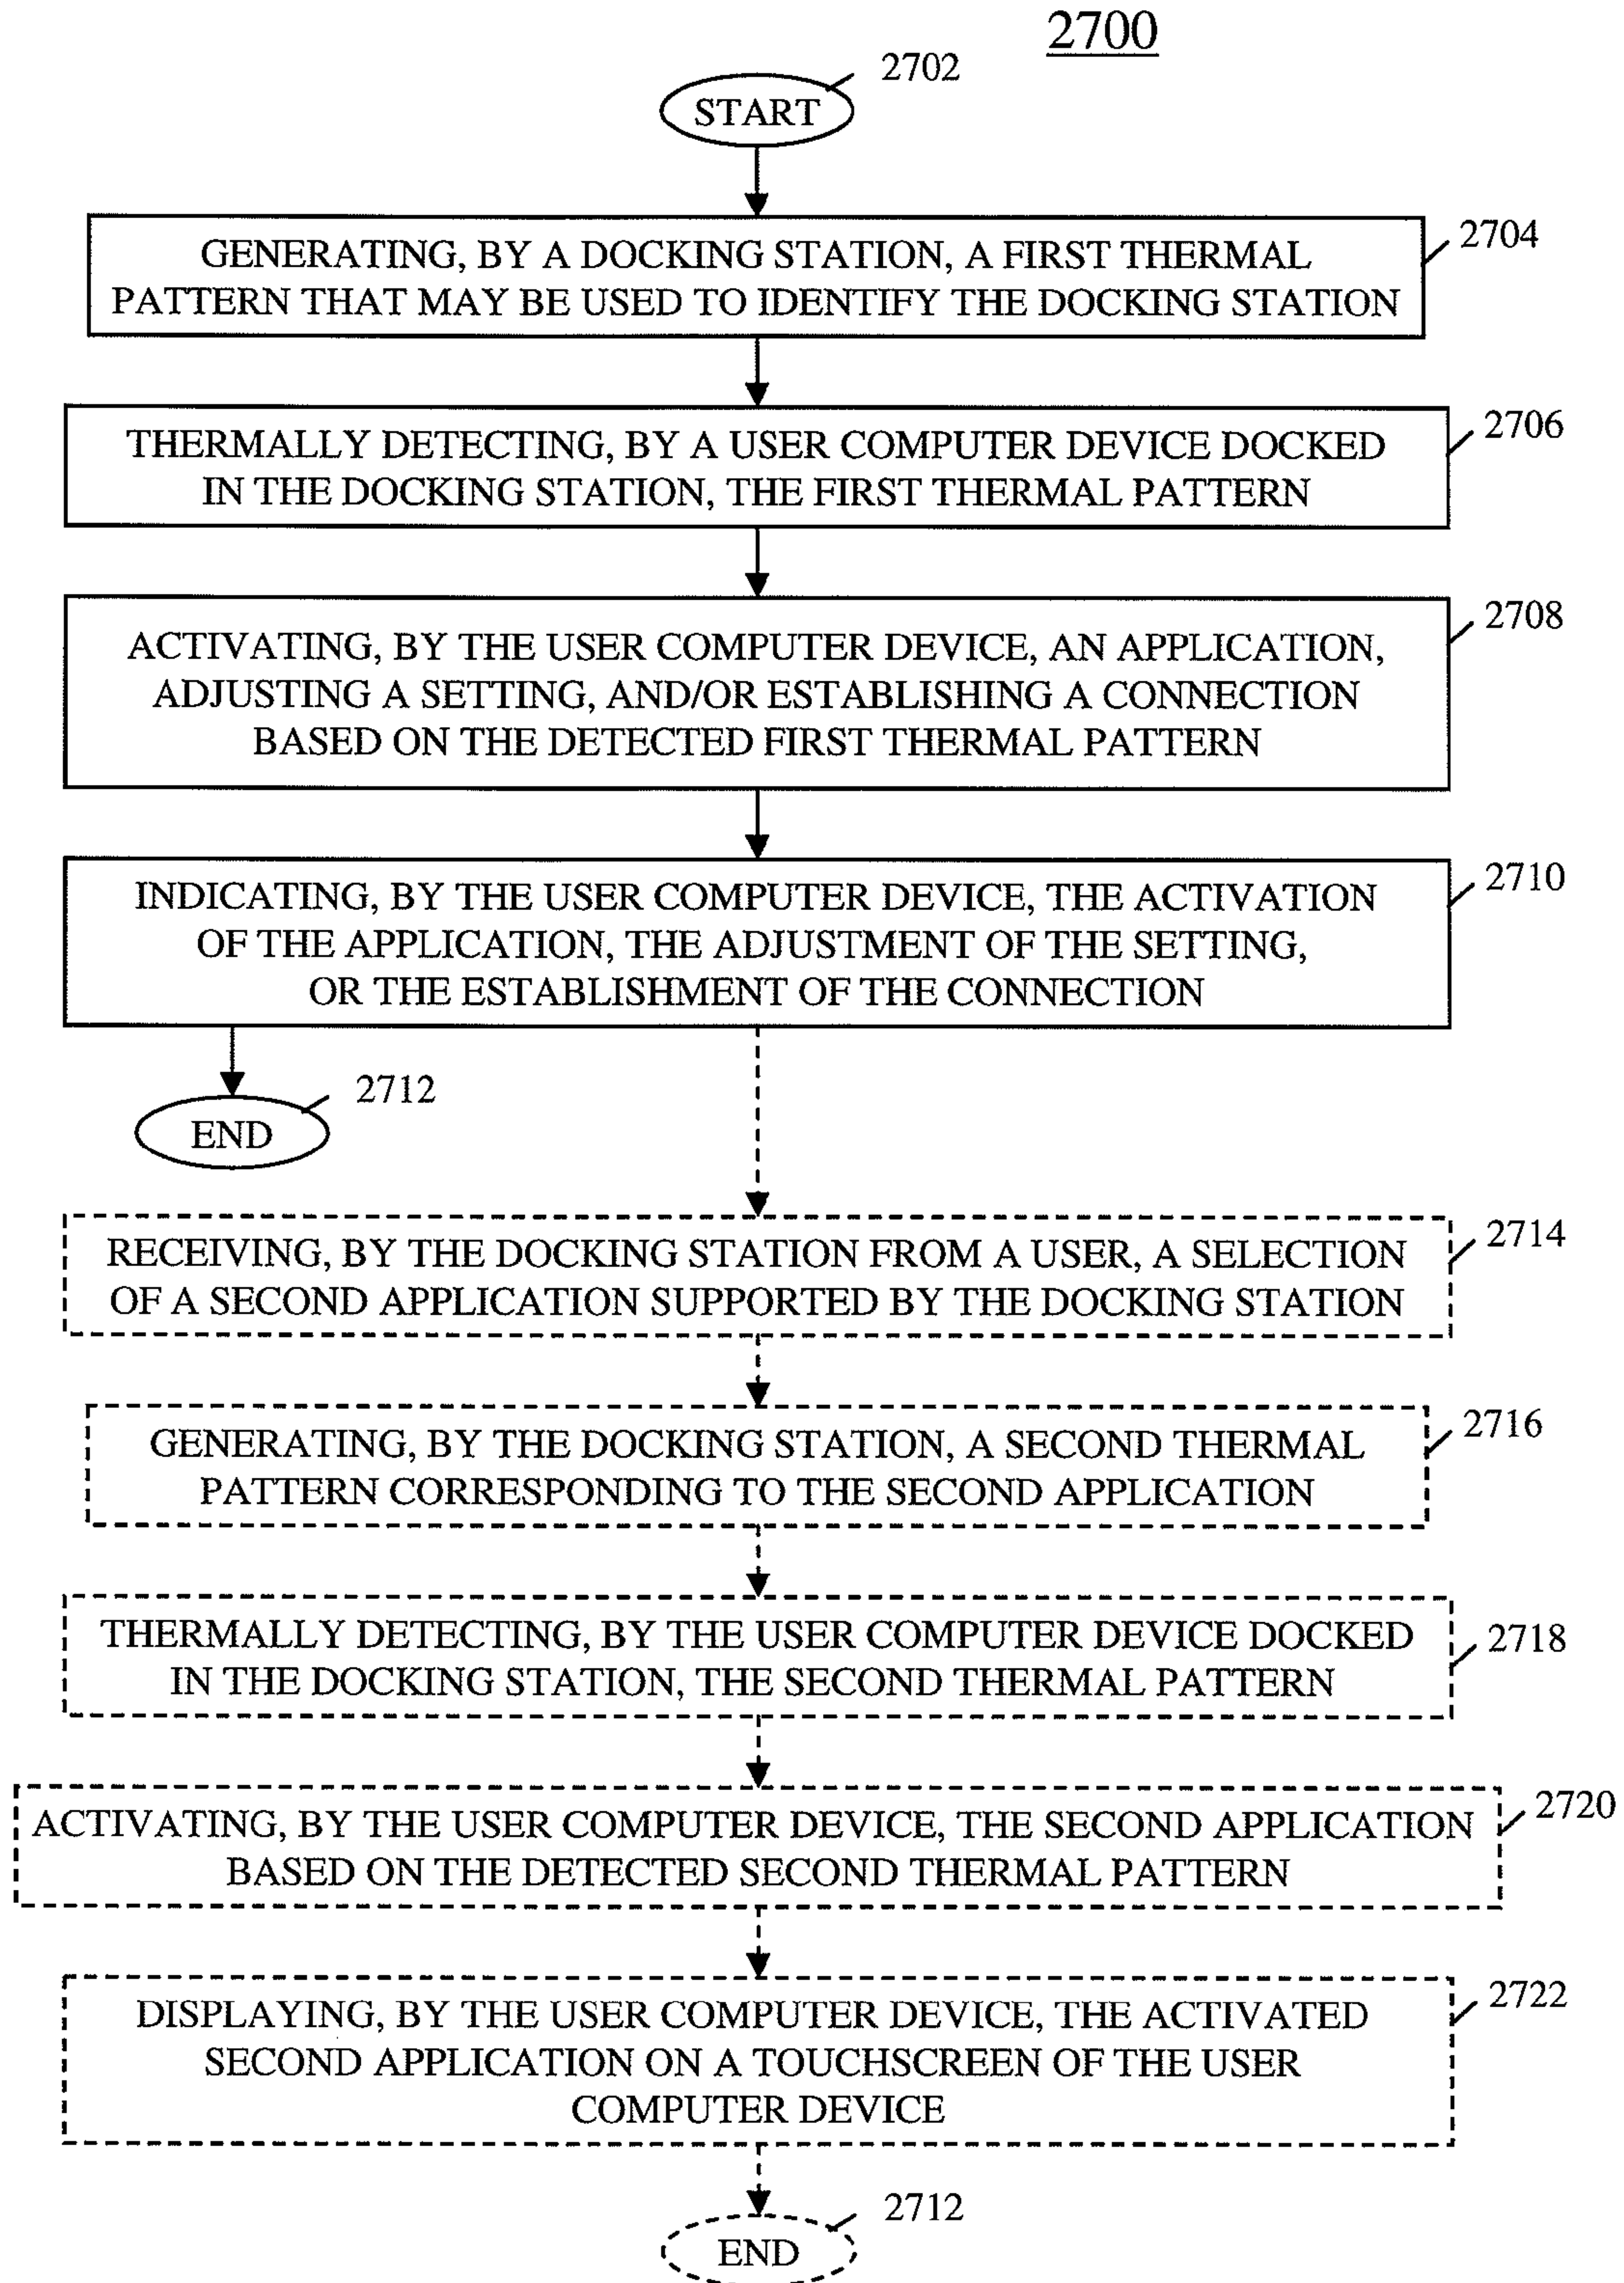 2700
2702
START
2704
GENERATING, BY A DOCKING STATION, A FIRST THERMAL
PATTERN THAT MAY BE USED TO IDENTIFY THE DOCKING STATION
2706
THERMALLY DETECTING, BY A USER COMPUTER DEVICE DOCKED
IN THE DOCKING STATION, THE FIRST THERMAL PATTERN
2708
ACTIVATING, BY THE USER COMPUTER DEVICE, AN APPLICATION,
ADJUSTING A SETTING, AND/OR ESTABLISHING A CONNECTION
BASED ON THE DETECTED FIRST THERMAL PATTERN
2710
INDICATING, BY THE USER COMPUTER DEVICE, THE ACTIVATION
OF THE APPLICATION, THE ADJUSTMENT OF THE SETTING,
OR THE ESTABLISHMENT OF THE CONNECTION
2712
END
2714
RECEIVING, BY THE DOCKING STATION FROM A USER, A SELECTION
OF A SECOND APPLICATION SUPPORTED BY THE DOCKING STATION
2716
GENERATING, BY THE DOCKING STATION, A SECOND THERMAL
PATTERN CORRESPONDING TO THE SECOND APPLICATION
2718
THERMALLY DETECTING, BY THE USER COMPUTER DEVICE DOCKED
IN THE DOCKING STATION, THE SECOND THERMAL PATTERN
2720
ACTIVATING, BY THE USER COMPUTER DEVICE, THE SECOND APPLICATION
BASED ON THE DETECTED SECOND THERMAL PATTERN
2722
DISPLAYING, BY THE USER COMPUTER DEVICE, THE ACTIVATED
SECOND APPLICATION ON A TOUCHSCREEN OF THE USER
COMPUTER DEVICE
2712
END